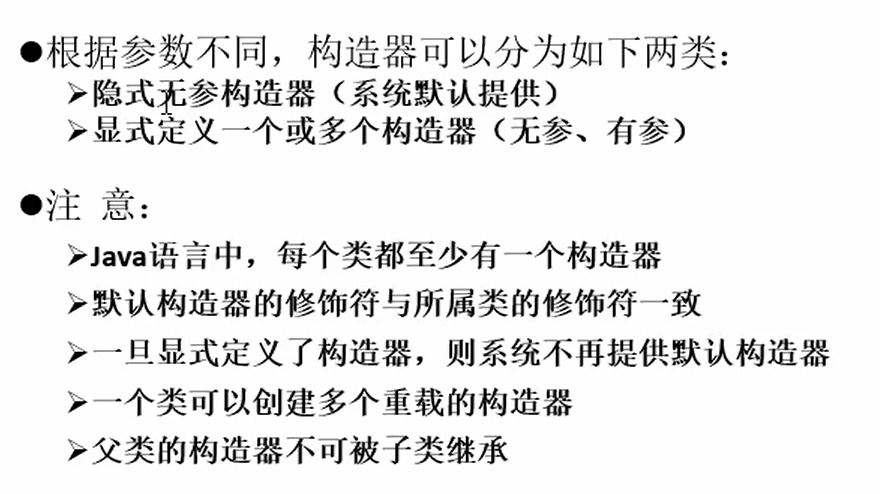 ●根据参数不同，构造器可以分为如下两类：
➢隐式无参构造器（系统默认提供）
➢显式定义一个或多个构造器（无参、有参）
●注 意：
➢Java语言中，每个类都至少有一个构造器
➢默认构造器的修饰符与所属类的修饰符一致
➢一旦显式定义了构造器，则系统不再提供默认构造器
➢一个类可以创建多个重载的构造器
➢父类的构造器不可被子类继承